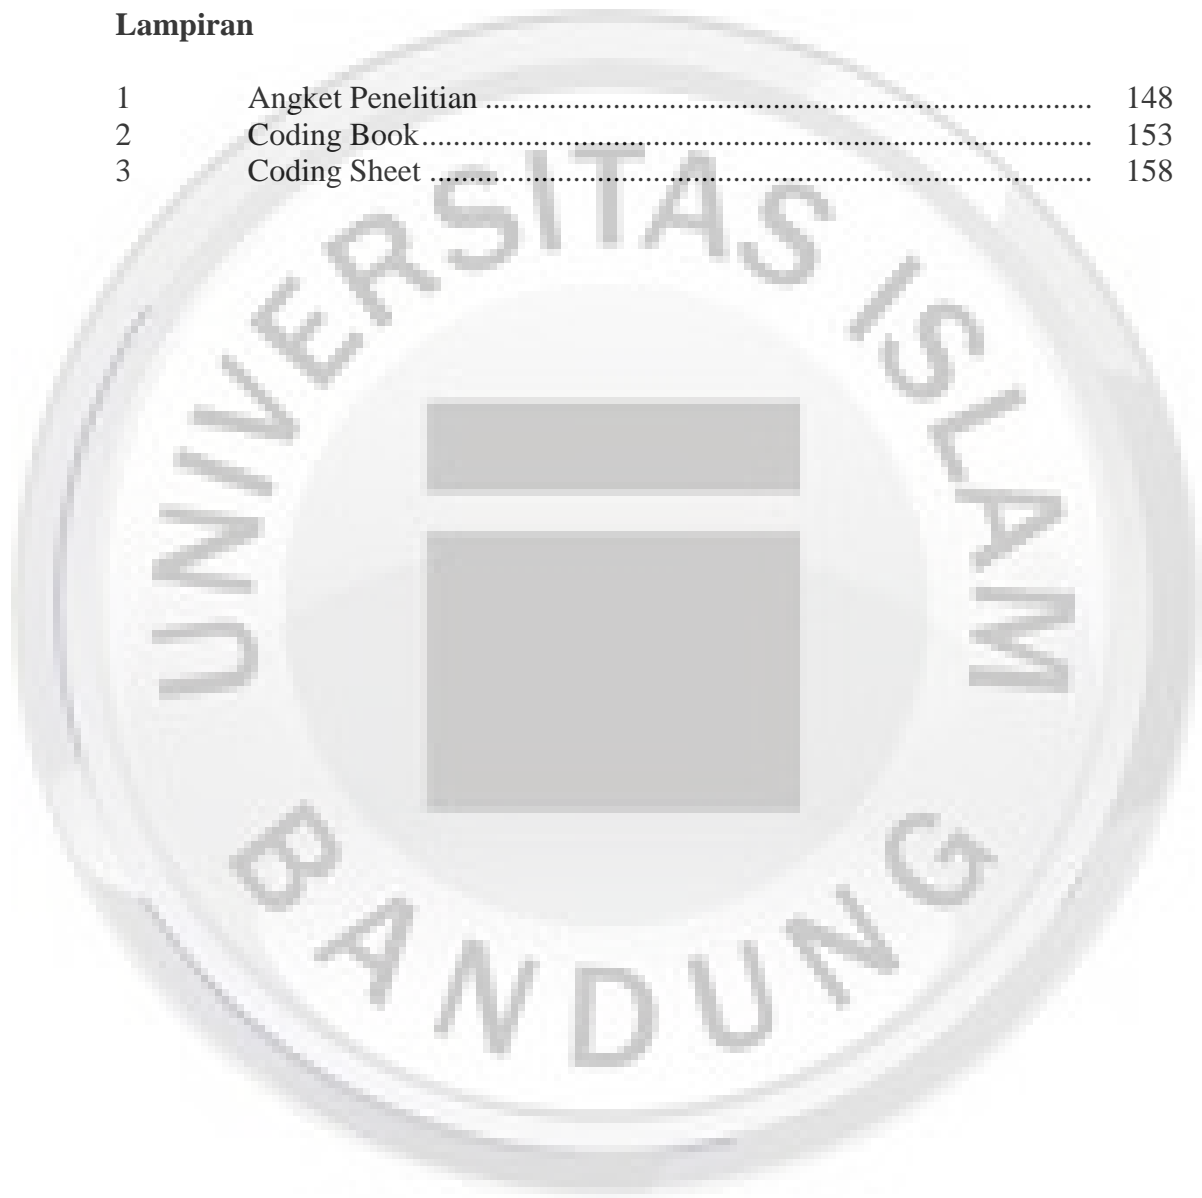 Lampiran
1 Angket Penelitian ........................................................................... 148
2 Coding Book................................................................................... 153
3 Coding Sheet .................................................................................. 158
UNIVERSITAS ISLAM
BANDUNG